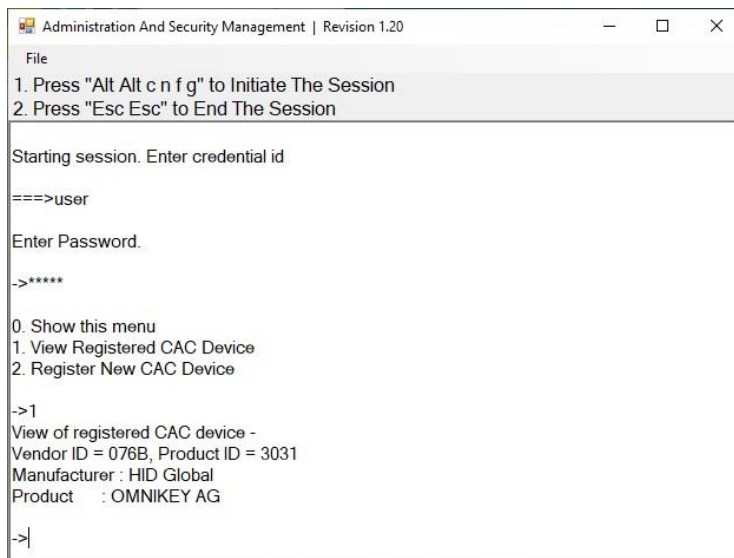 Administration And Security Management | Revision 1.20
File
1. Press "Alt Alt c n f g" to Initiate The Session
2. Press "Esc Esc" to End The Session
Starting session. Enter credential id
===>user
Enter Password.
->*****
0. Show this menu
1. View Registered CAC Device
2. Register New CAC Device
->1
View of registered CAC device -
Vendor ID = 076B, Product ID = 3031
Manufacturer : HID Global
Product : OMNIKEY AG
->